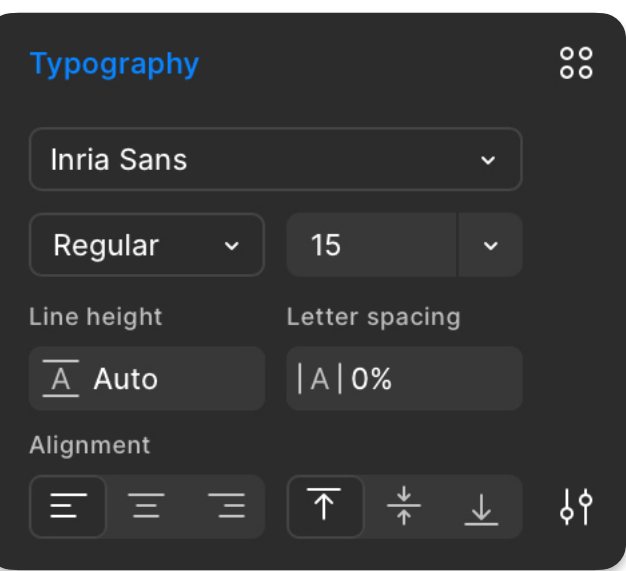 Typography
Inria Sans
Regular 15
Line height Letter spacing
A Auto |A| 0%
Alignment